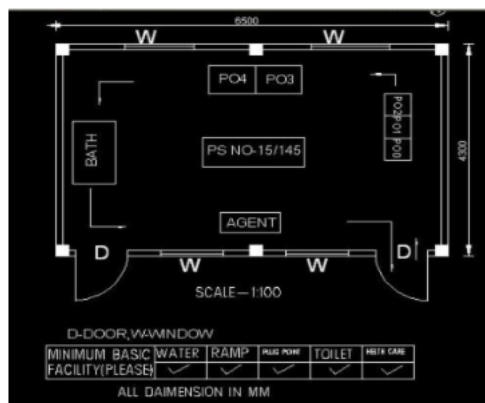 6500
W W
PO4 PO3
PO2 PO1 PO0
BATH
PS NO-15/145
4300
AGENT
D D
W W
SCALE-1:100
D-DOOR,W-WINDOW
MINIMUM BASIC WATER RAMP PLUG POINT TOILET HELTH CARE
FACILITY(PLEASE)
ALL DAIMENSION IN MM